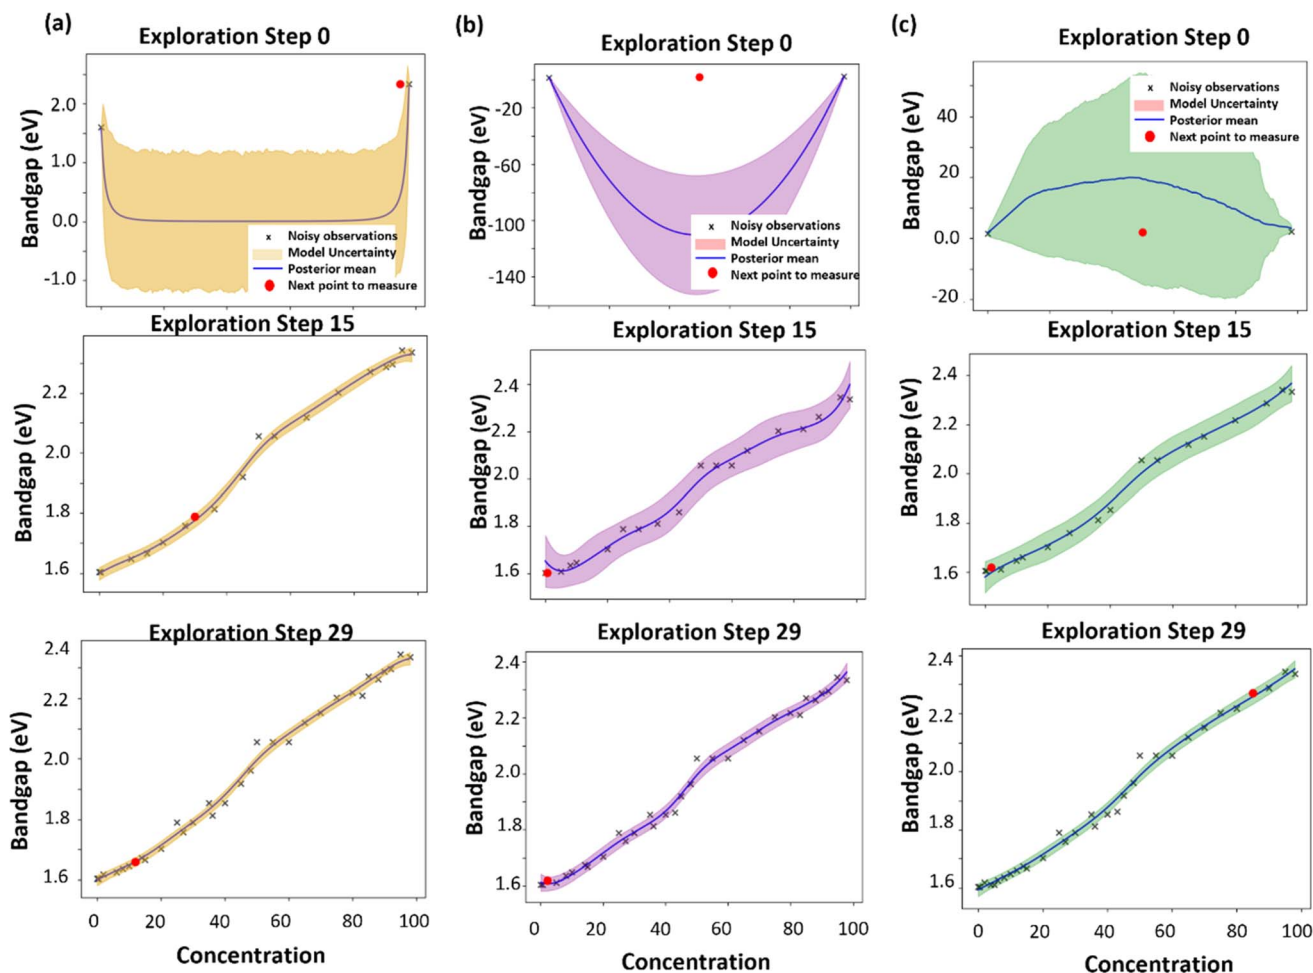 (a)
Exploration Step 0
Bandgap (eV)
2.0
1.0
0.0
-1.0
Noisy observations
Model Uncertainty
Posterior mean
Next point to measure
(b)
Exploration Step 0
Bandgap (eV)
-20
-60
-100
-140
Noisy observations
Model Uncertainty
Posterior mean
Next point to measure
(c)
Exploration Step 0
Bandgap (eV)
40
20
0.0
-20
Noisy observations
Model Uncertainty
Posterior mean
Next point to measure
Exploration Step 15
Bandgap (eV)
2.2
2.0
1.8
1.6
Exploration Step 15
Bandgap (eV)
2.4
2.2
2.0
1.8
1.6
Exploration Step 15
Bandgap (eV)
2.4
2.2
2.0
1.8
1.6
Exploration Step 29
Bandgap (eV)
2.4
2.2
2.0
1.8
1.6
0 20 40 60 80 100
Concentration
Exploration Step 29
Bandgap (eV)
2.4
2.2
2.0
1.8
1.6
0 20 40 60 80 100
Concentration
Exploration Step 29
Bandgap (eV)
2.4
2.2
2.0
1.8
1.6
0 20 40 60 80 100
Concentration